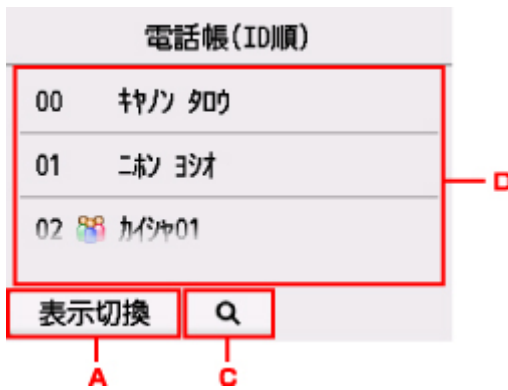 電話帳(ID順)
00 ｷﾔﾉﾝ ﾀﾛｳ
01 ﾆﾎﾝ ﾖｼｵ
02 ｶｲｼﾔ01
D
表示切換
A
C